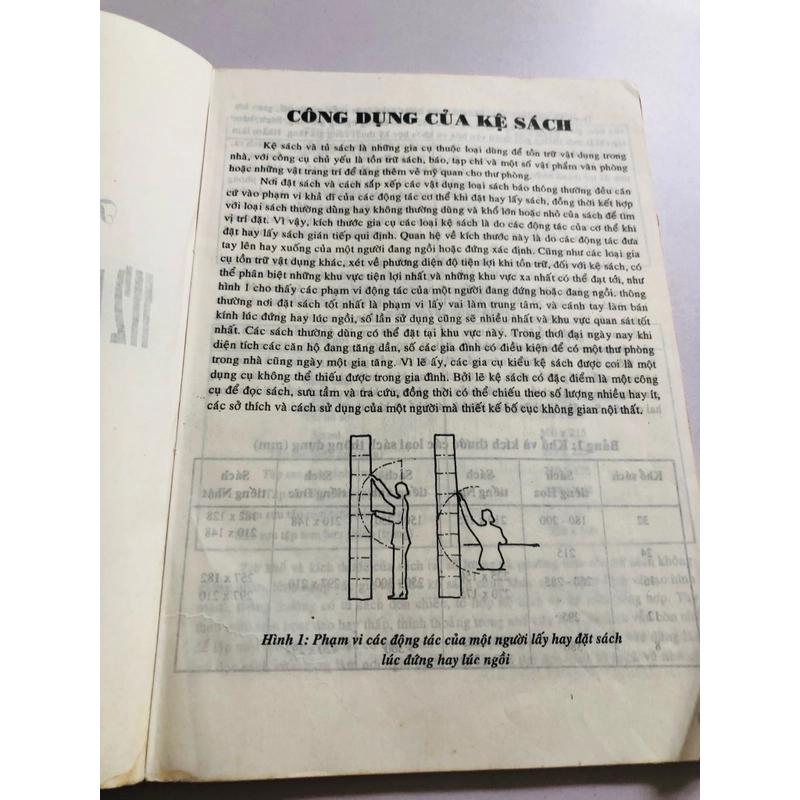 CÔNG DỤNG CỦA KỆ SÁCH
Kệ sách và tủ sách là những gia cụ thuộc loại dùng để tồn trữ vật dụng trong
nhà, với công cụ chủ yếu là tồn trữ sách, báo, tạp chí và một số vật phẩm văn phòng
hoặc những vật trang trí để tăng thêm vẻ mỹ quan cho thư phòng.
Nơi đặt sách và cách sắp xếp các vật dụng loại sách báo thông thường đều căn
cứ vào phạm vi khả dĩ của các động tác cơ thể khi đặt hay lấy sách, đồng thời kết hợp
với loại sách thường dùng hay không thường dùng và khổ lớn hoặc nhỏ của sách để tìm
vị trí đặt. Vì vậy, kích thước gia cụ các loại kệ sách là do các động tác của cơ thể khi
đặt hay lấy sách gián tiếp qui định. Quan hệ về kích thước này là do các động tác đưa
tay lên hay xuống của một người đang ngồi hoặc đứng xác định. Cũng như các loại gia
cụ tồn trữ vật dụng khác, xét về phương diện độ tiện lợi khi tồn trữ, đối với kệ sách, có
thể phân biệt những khu vực tiện lợi nhất và những khu vực xa nhất có thể đạt tới, như
hình 1 cho thấy các phạm vi động tác của một người đang đứng hoặc đang ngồi. thông
thường nơi đặt sách tốt nhất là phạm vi lấy vai làm trung tâm, và cánh tay làm bán
kính lúc đứng hay lúc ngồi, số lần sử dụng cũng sẽ nhiều nhất và khu vực quan sát tốt
nhất. Các sách thường dùng có thể đặt tại khu vực này. Trong thời đại ngày nay khi
diện tích các căn hộ đang tăng dần, số các gia đình có điều kiện để có một thư phòng
trong nhà cũng ngày một gia tăng. Vì lẽ ấy, các gia cụ kiểu kệ sách được coi là một
dụng cụ không thể thiếu được trong gia đình. Bởi lẽ kệ sách có đặc điểm là một công
cụ để đọc sách, sưu tầm và tra cứu, đồng thời có thể chiếu theo số lượng nhiều hay ít,
các sở thích và cách sử dụng của một người mà thiết kế bố cục không gian nội thất.
Hình 1: Phạm vi các động tác của một người lấy hay đặt sách
lúc đứng hay lúc ngồi